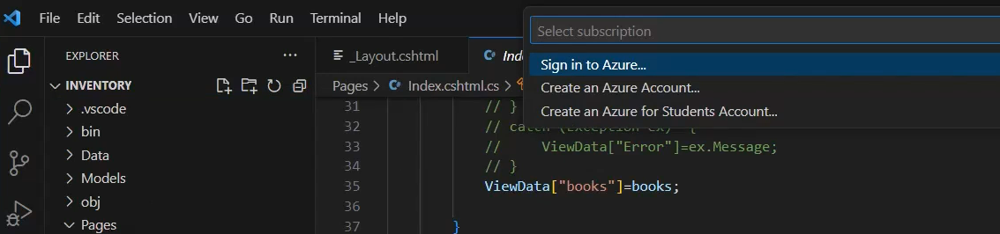 File Edit Selection View Go Run Terminal Help
Select subscription
Sign in to Azure...
Create an Azure Account...
Create an Azure for Students Account...
EXPLORER
INVENTORY
.vscode
bin
Data
Models
obj
Pages
_Layout.cshtml
Pages > Index.cshtml.cs >
31 // }
32 // catch (Exception ex) {
33 // ViewData["Error"]=ex.Message;
34 // }
35 ViewData["books"]=books;
36
37 }